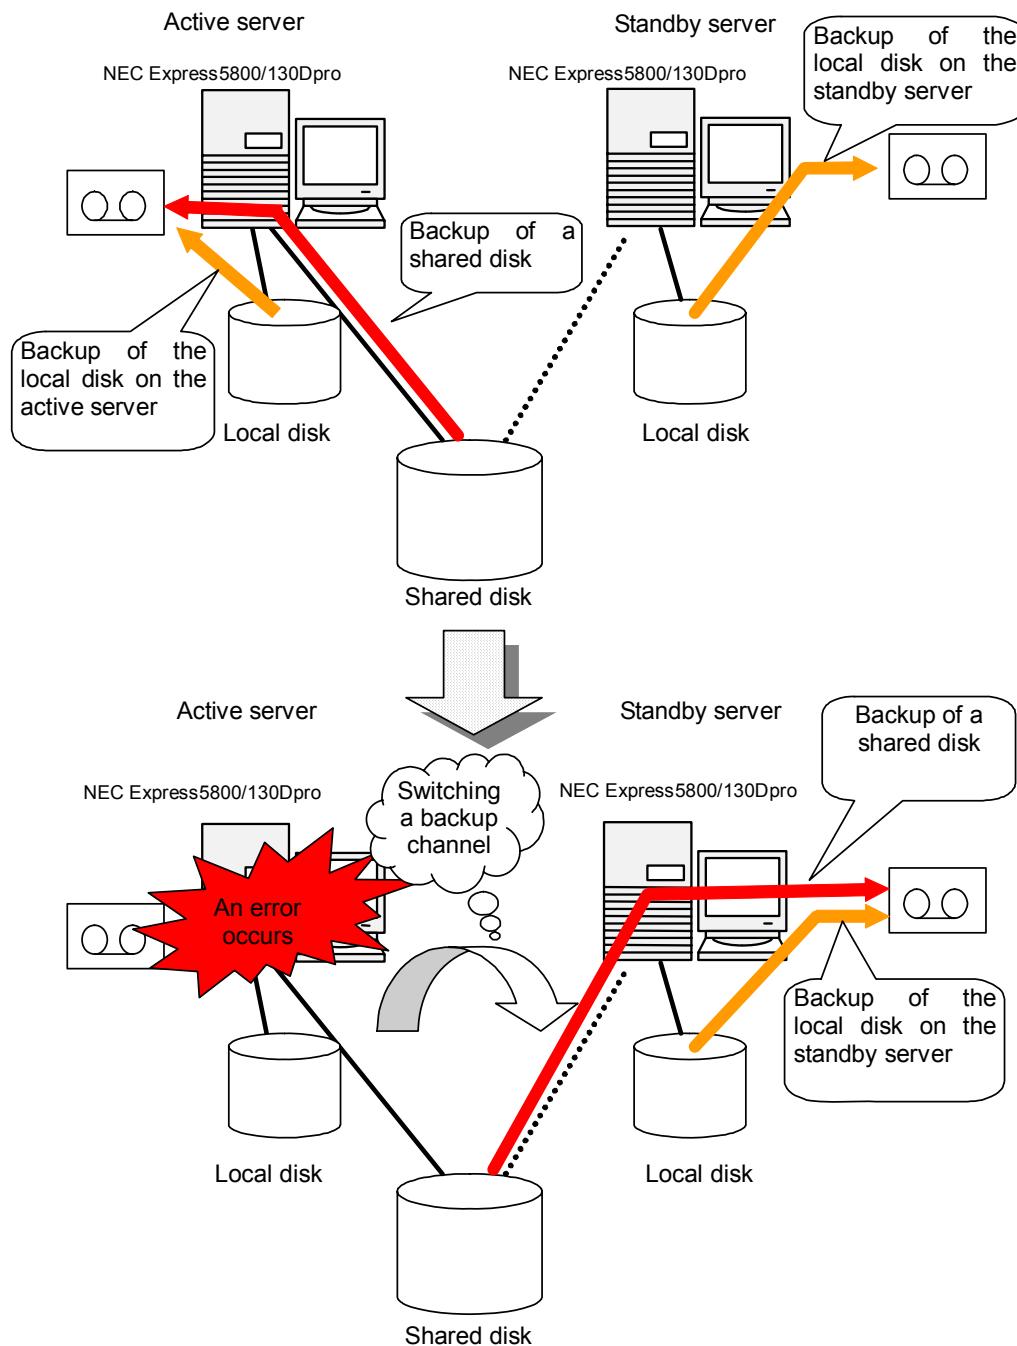 Active server
Standby server
Backup of the
local disk on the
standby server
NEC Express5800/130Dpro
NEC Express5800/130Dpro
Backup of a
shared disk
Backup of the
local disk on the
active server
Local disk
Local disk
Shared disk
Active server
Standby server
Backup of a
shared disk
NEC Express5800/130Dpro
Switching
a backup
channel
NEC Express5800/130Dpro
An error
occurs
Backup of the
local disk on the
standby server
Local disk
Local disk
Shared disk